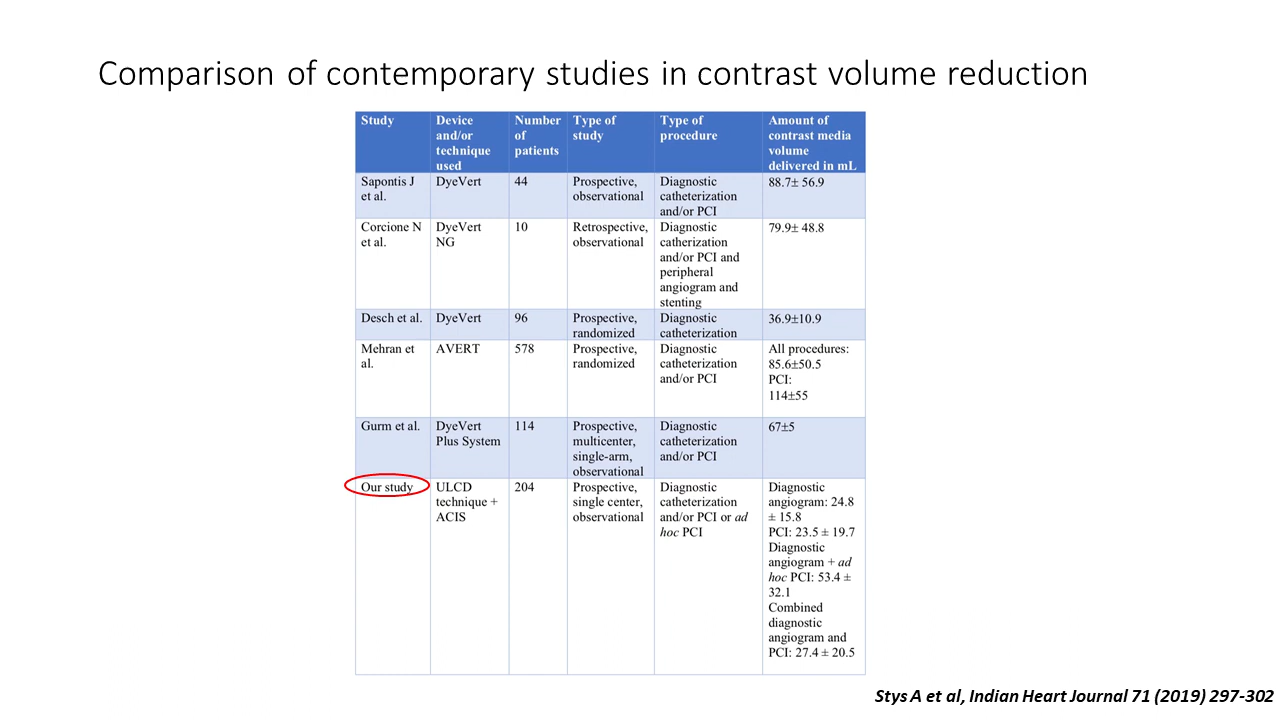 Comparison of contemporary studies in contrast volume reduction
Study
Device
and/or
technique
used
Number
of
patients
Type of
study
Type of
procedure
Amount of
contrast media
volume
delivered in mL
Sapontis J
et al.
DyeVert
44
Prospective,
observational
Diagnostic
catheterization
and/or PCI
88.7± 56.9
Corcione N
et al.
DyeVert
NG
10
Retrospective,
observational
Diagnostic
catherization
and/or PCI and
peripheral
angiogram and
stenting
79.9± 48.8
Desch et al.
DyeVert
96
Prospective,
randomized
Diagnostic
catheterization
36.9±10.9
Mehran et
al.
AVERT
578
Prospective,
randomized
Diagnostic
catheterization
and/or PCI
All procedures:
85.6±50.5
PCI:
114±55
Gurm et al.
DyeVert
Plus System
114
Prospective,
multicenter,
single-arm,
observational
Diagnostic
catheterization
and/or PCI
67±5
Our study
ULCD
technique +
ACIS
204
Prospective,
single center,
observational
Diagnostic
catheterization
and/or PCI or ad
hoc PCI
Diagnostic
angiogram: 24.8
± 15.8
PCI: 23.5 ± 19.7
Diagnostic
angiogram + ad
hoc PCI: 53.4 ±
32.1
Combined
diagnostic
angiogram and
PCI: 27.4 ± 20.5
Stys A et al, Indian Heart Journal 71 (2019) 297-302